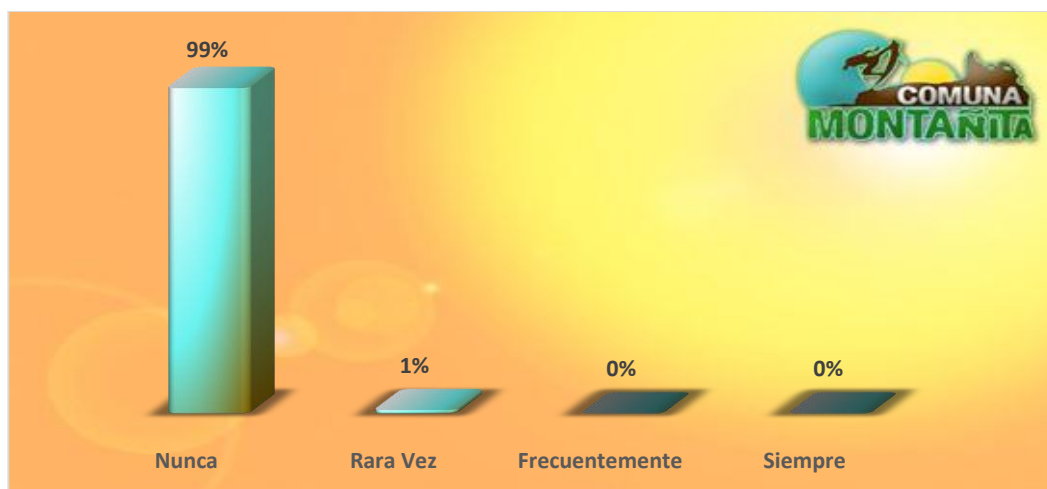 99%
COMUNA
MONTAÑITA
1%
0%
0%
Nunca
Rara Vez
Frecuentemente
Siempre